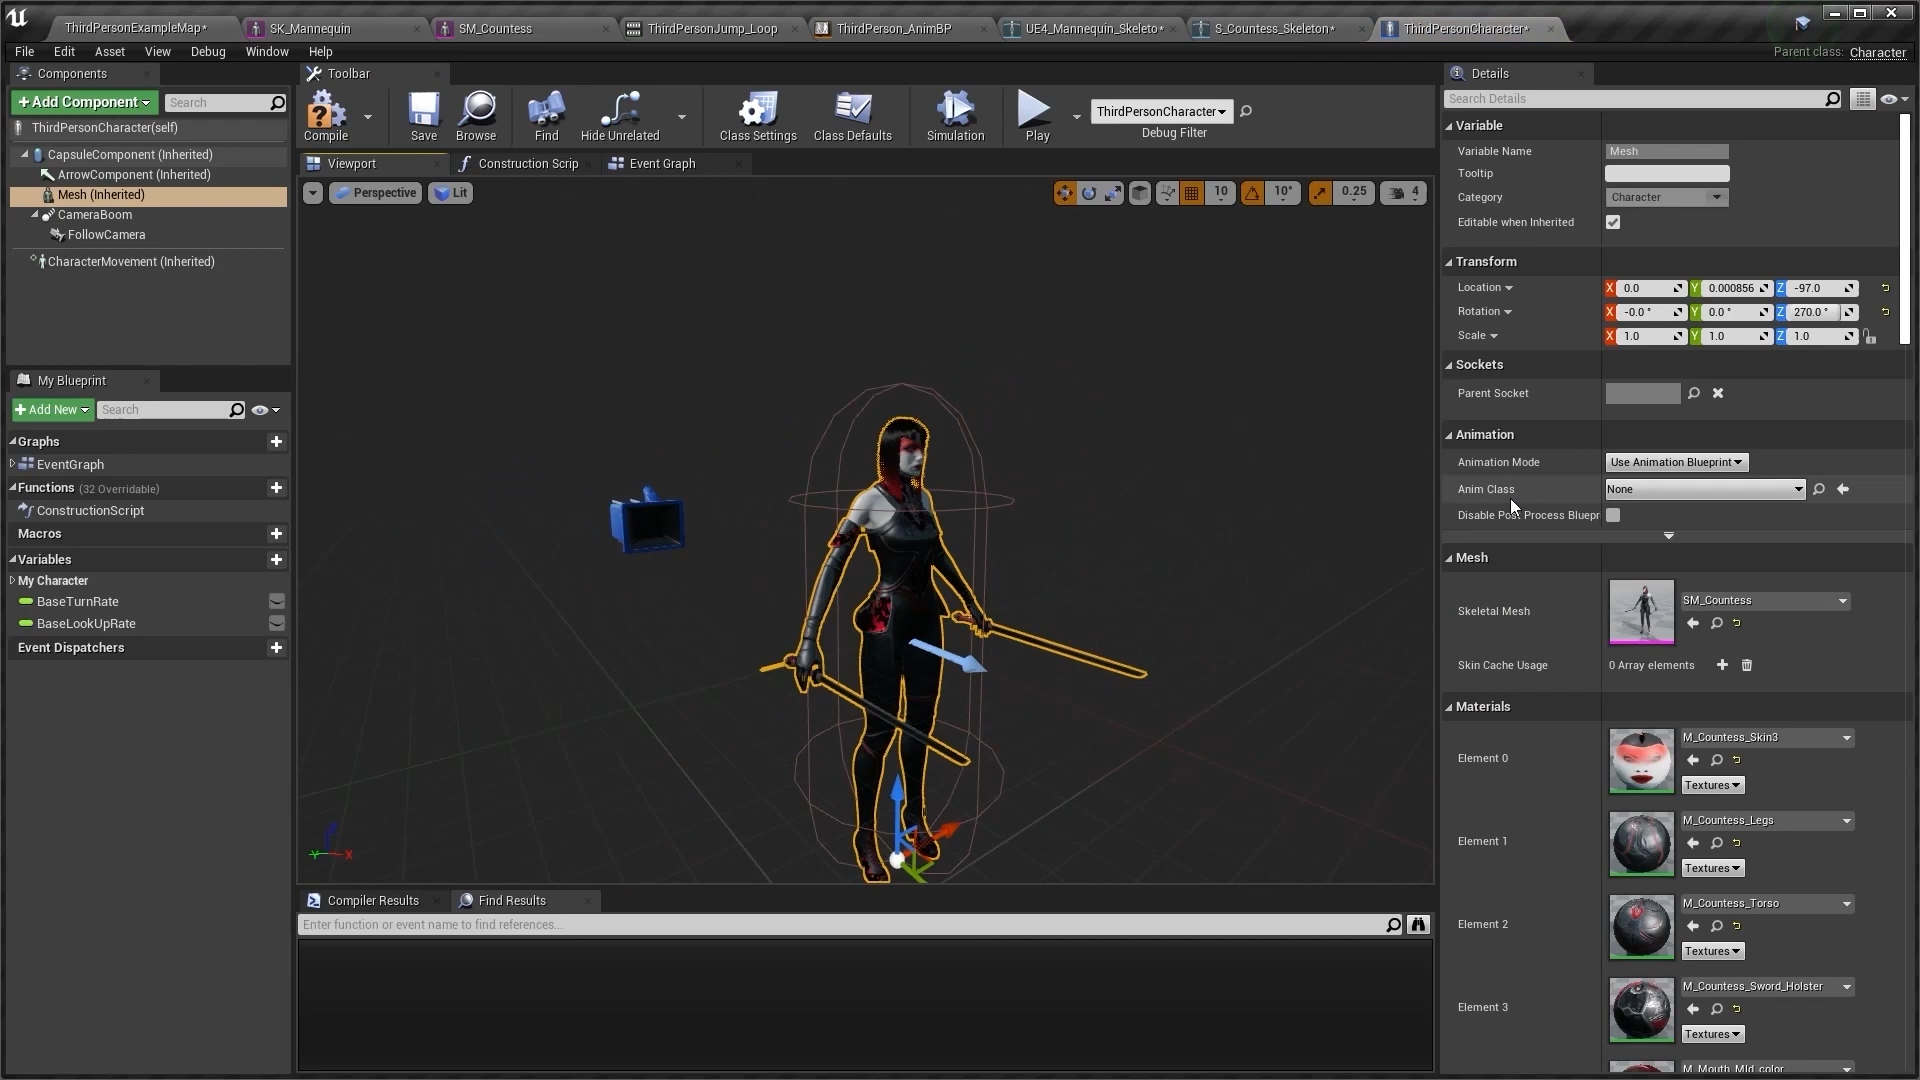 ThirdPersonExampleMap*
SK_Mannequin
SM_Countess
ThirdPersonJump_Loop
ThirdPerson_AnimBP
UE4_Mannequin_Skeleto*
S_Countess_Skeleton*
ThirdPersonCharacter*
File Edit Asset View Debug Window Help
Parent class: Character
Components
Add Component
Search
ThirdPersonCharacter(self)
CapsuleComponent (Inherited)
ArrowComponent (Inherited)
Mesh (Inherited)
CameraBoom
FollowCamera
CharacterMovement (Inherited)
My Blueprint
Add New
Search
Graphs
EventGraph
Functions (32 Overridable)
ConstructionScript
Macros
Variables
My Character
BaseTurnRate
BaseLookUpRate
Event Dispatchers
Toolbar
Compile
Save
Browse
Find
Hide Unrelated
Class Settings
Class Defaults
Simulation
Play
ThirdPersonCharacter
Debug Filter
Viewport
Construction Scrip
Event Graph
Perspective
Lit
10
10°
0.25
4
Z
Y
X
Compiler Results
Find Results
Enter function or event name to find references...
Details
Search Details
Variable
Variable Name Mesh
Tooltip
Category Character
Editable when Inherited
Transform
Location X 0.0 Y 0.000856 Z -97.0
Rotation X -0.0 ° Y 0.0 ° Z 270.0 °
Scale X 1.0 Y 1.0 Z 1.0
Sockets
Parent Socket
Animation
Animation Mode Use Animation Blueprint
Anim Class None
Disable Post Process Bluepr
Mesh
Skeletal Mesh
SM_Countess
Skin Cache Usage 0 Array elements
Materials
Element 0
M_Countess_Skin3
Textures
Element 1
M_Countess_Legs
Textures
Element 2
M_Countess_Torso
Textures
Element 3
M_Countess_Sword_Holster
Textures
M_Mouth_Mld_color